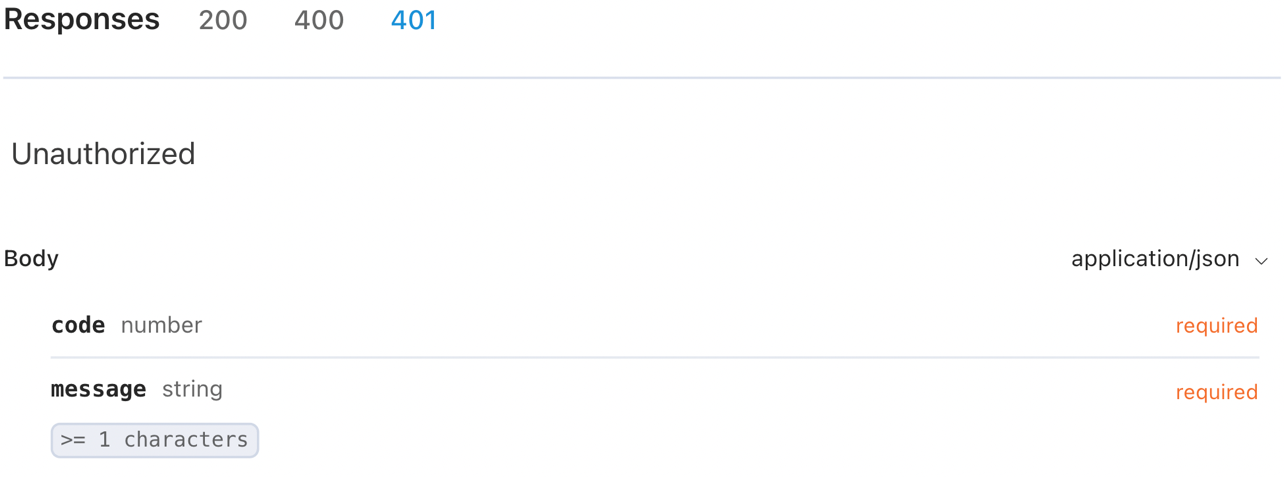 Responses 200 400 401
Unauthorized
Body application/json
code number required
message string required
>= 1 characters